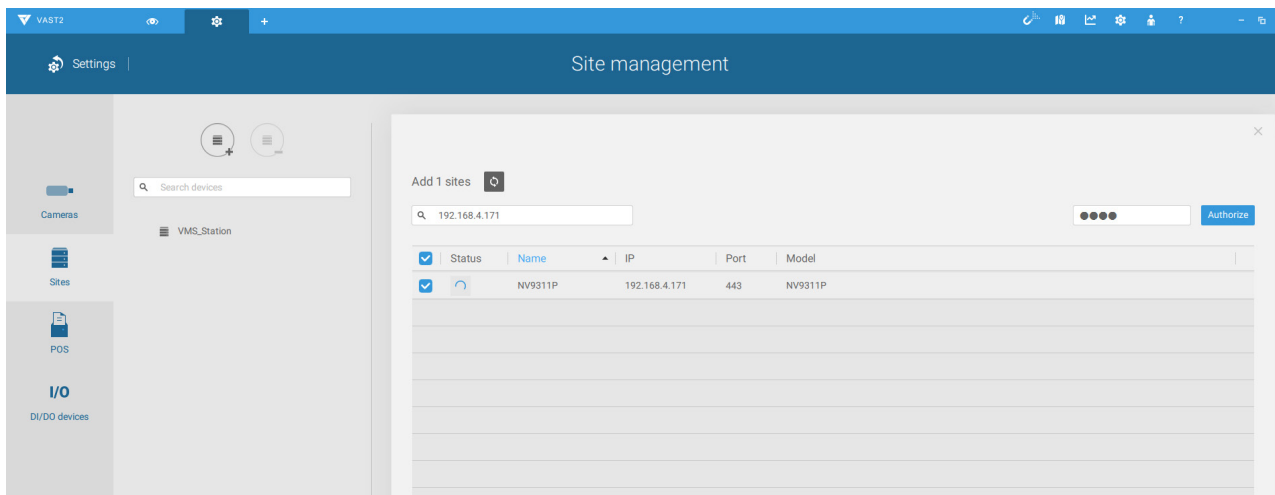 VAST2
+
?
Settings
Site management
Add 1 sites
Search devices
Cameras
192.168.4.171
Authorize
VMS_Station
Status Name IP Port Model
Sites
NV9311P 192.168.4.171 443 NV9311P
POS
I/O
DI/DO devices